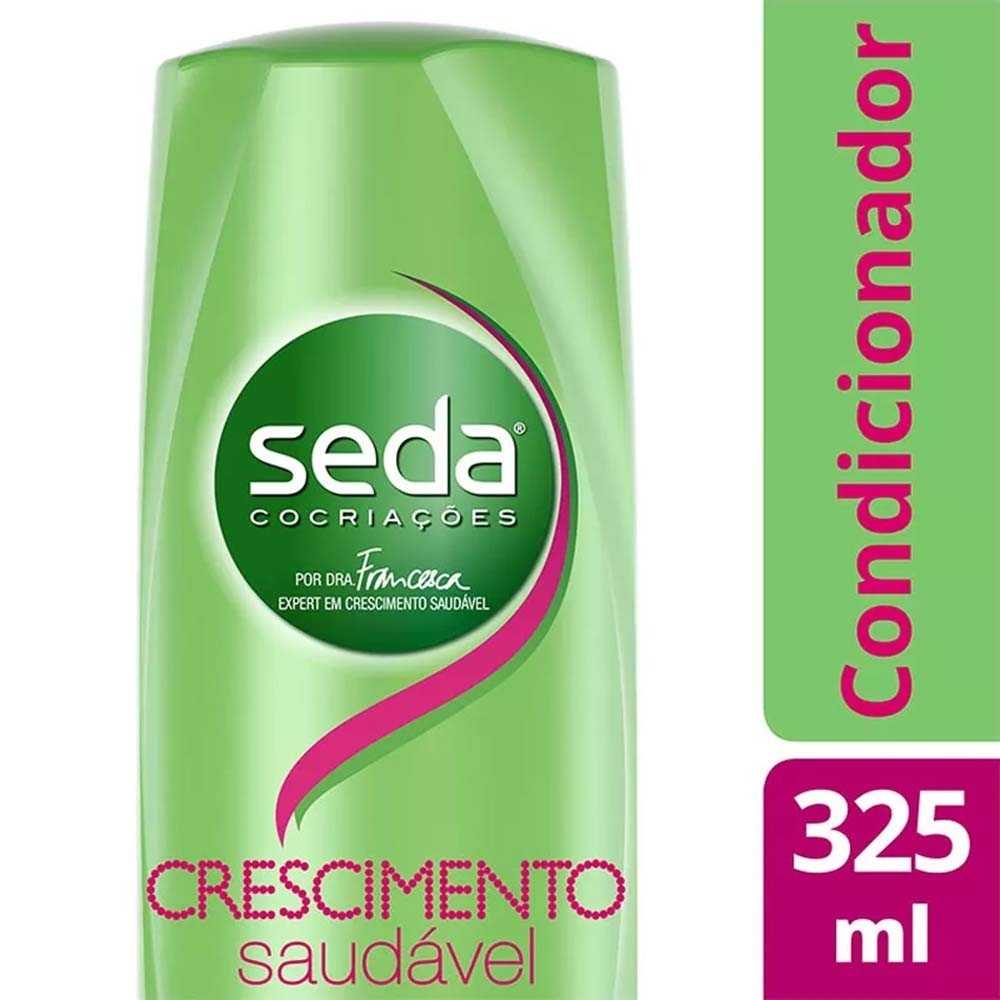 seda®
COCRIAÇÕES
POR DRA. Francesca
EXPERT EM CRESCIMENTO SAUDÁVEL
CRESCIMENTO
saudável
Condicionador
325
ml